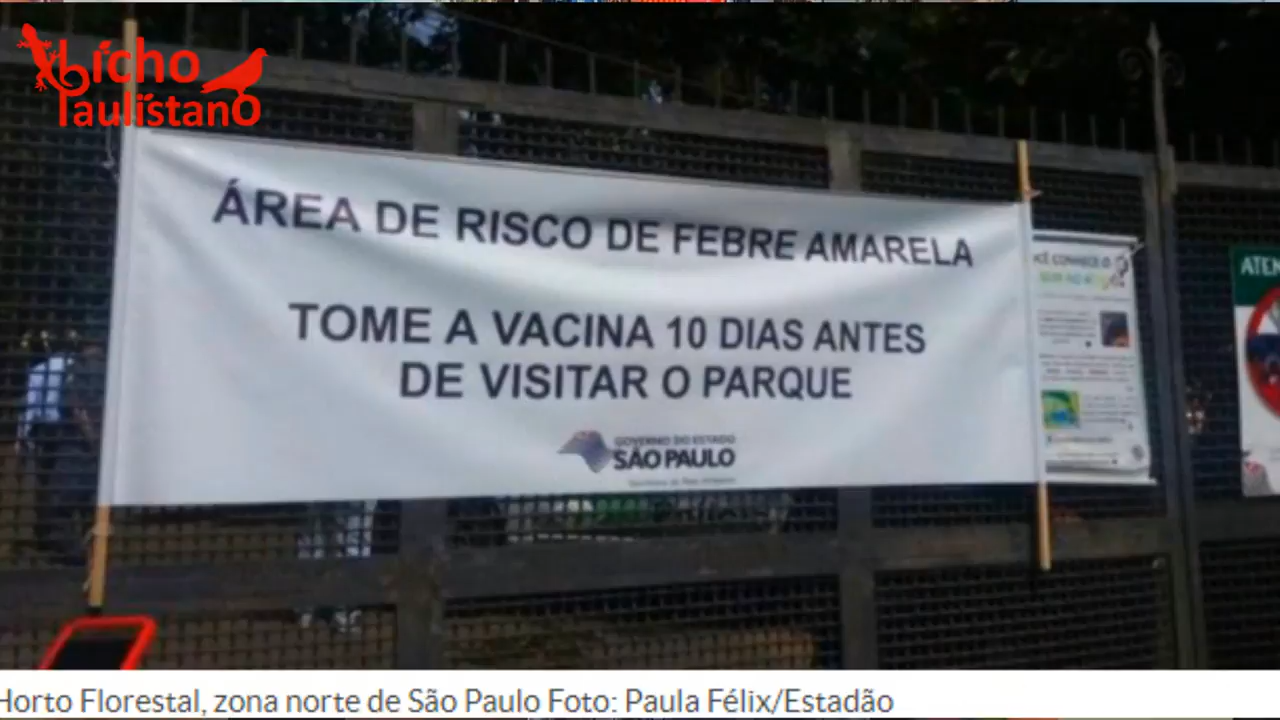 bicho
Paulistano
ÁREA DE RISCO DE FEBRE AMARELA
TOME A VACINA 10 DIAS ANTES
DE VISITAR O PARQUE
GOVERNO DO ESTADO
SÃO PAULO
Horto Florestal, zona norte de São Paulo Foto: Paula Félix/Estadão